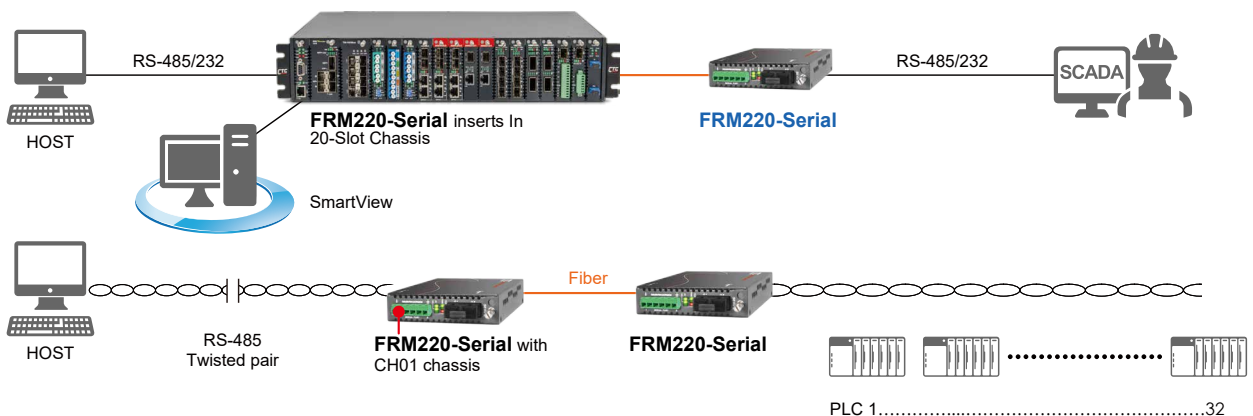 RS-485/232
RS-485/232
CTC
SCADA
HOST
FRM220-Serial inserts In
20-Slot Chassis
FRM220-Serial
SmartView
Fiber
HOST
RS-485
Twisted pair
FRM220-Serial with
CH01 chassis
FRM220-Serial
PLC 1.............................................................32